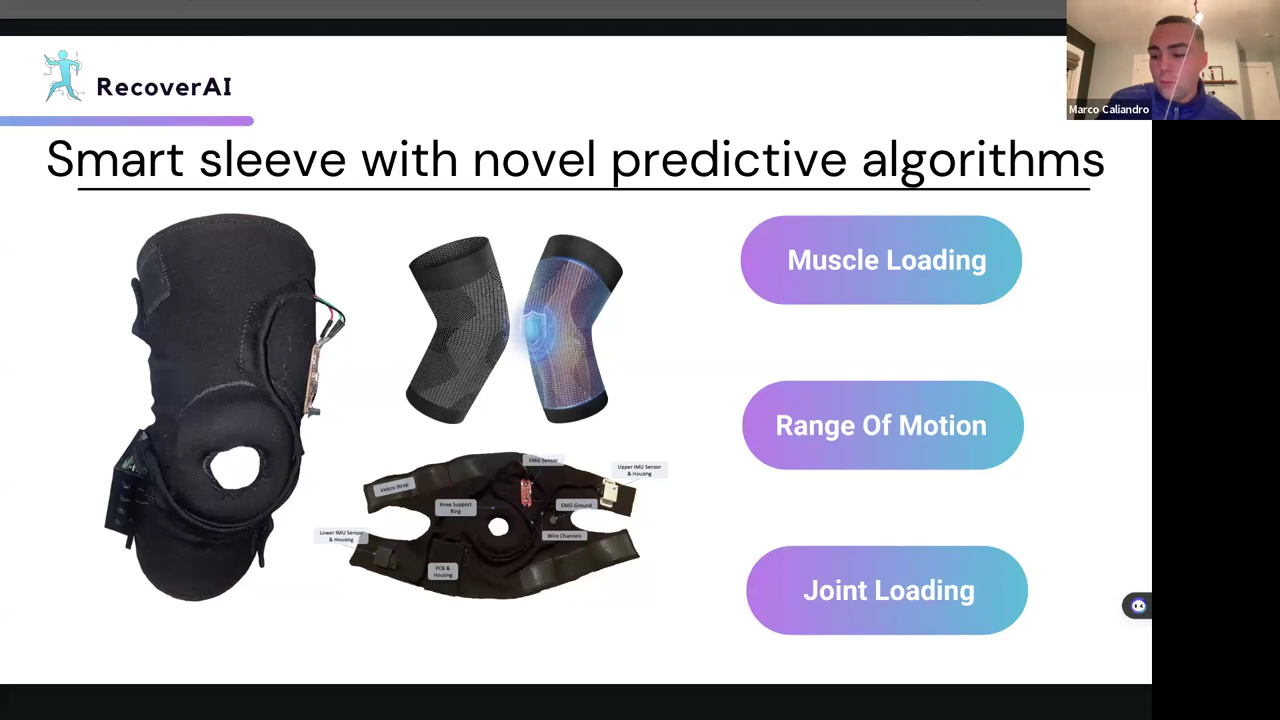 RecoverAI
Marco Caliandro
Smart sleeve with novel predictive algorithms
Muscle Loading
Range Of Motion
Joint Loading
EMG Sensor
Upper IMU Sensor
& Housing
Velcro Strap
Knee Support
Ring
EMG Ground
Wire Channels
Lower IMU Sensor
& Housing
PCB &
Housing